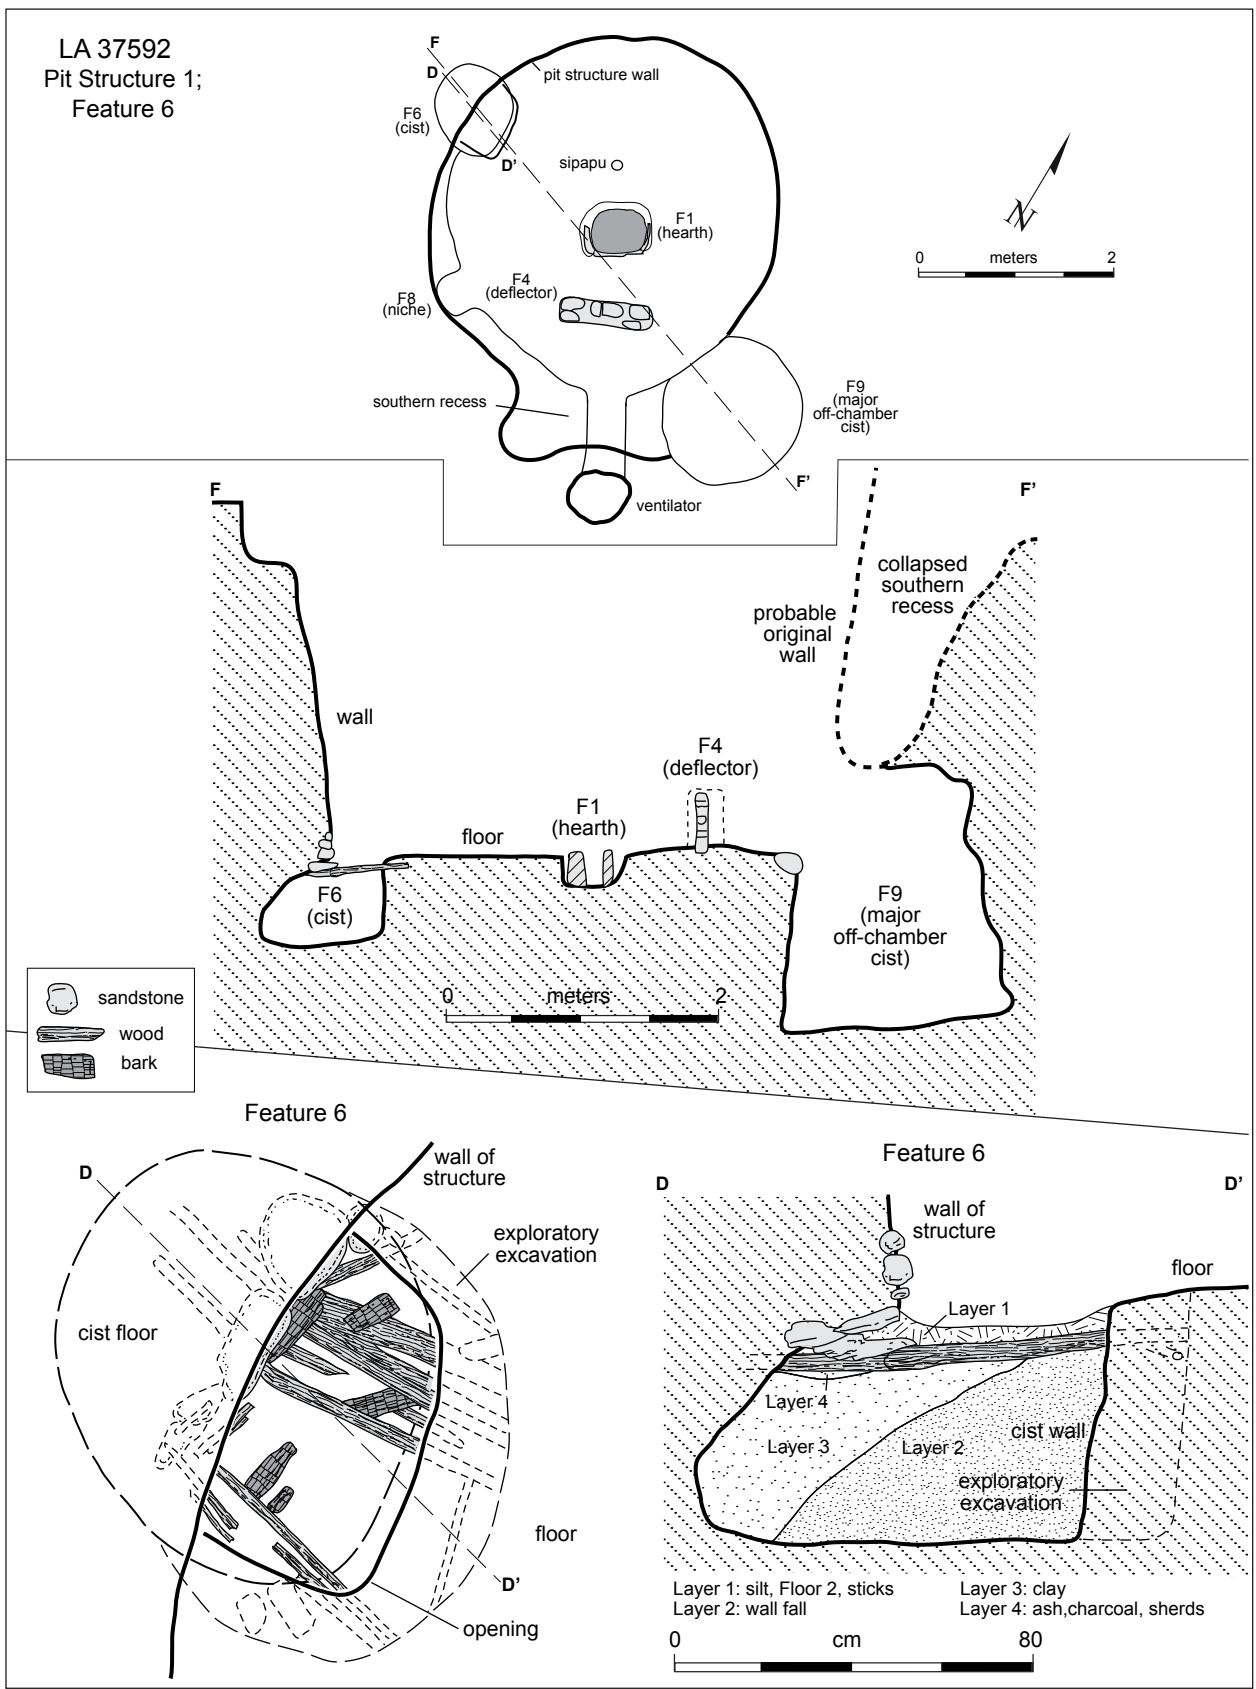 LA 37592
Pit Structure 1;
Feature 6
F
D
pit structure wall
F6
(cist)
D'
sipapu
F1
(hearth)
F4
(deflector)
F8
(niche)
southern recess
F9
(major
off-chamber
cist)
F'
ventilator
N
0 meters 2
F
F'
collapsed
southern
recess
probable
original
wall
wall
F4
(deflector)
F1
(hearth)
floor
F6
(cist)
F9
(major
off-chamber
cist)
0 meters 2
sandstone
wood
bark
Feature 6
D
wall of
structure
exploratory
excavation
cist floor
floor
D'
opening
Feature 6
D
D'
wall of
structure
floor
Layer 1
Layer 4
Layer 3
Layer 2
cist wall
exploratory
excavation
Layer 1: silt, Floor 2, sticks
Layer 2: wall fall
Layer 3: clay
Layer 4: ash,charcoal, sherds
0 cm 80